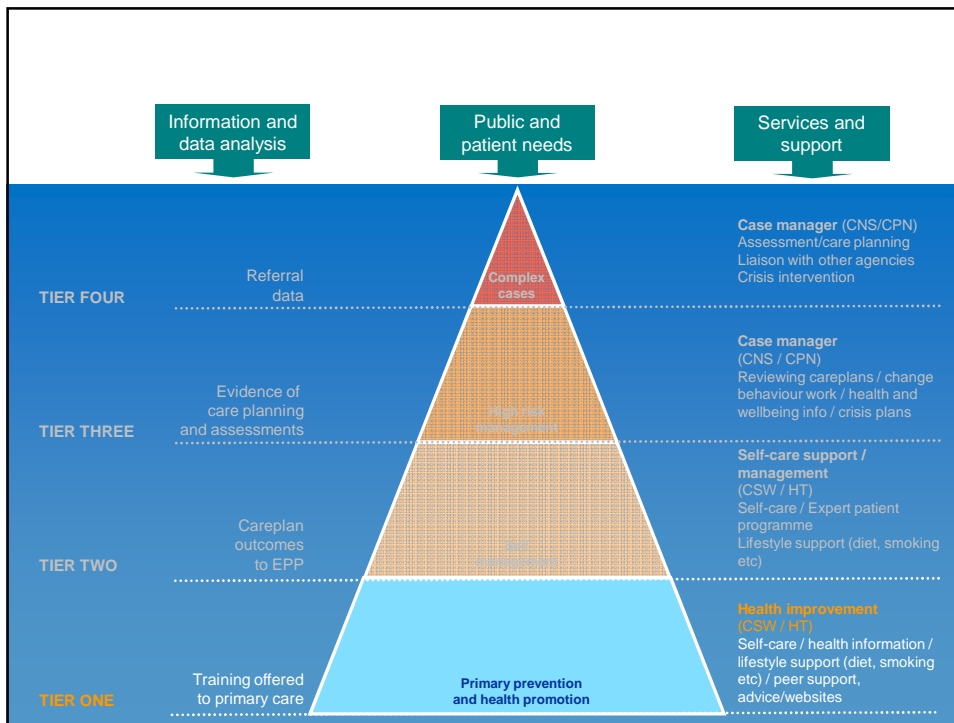 Information and
data analysis
Public and
patient needs
Services and
support
TIER FOUR
Referral
data
Complex
cases
Case manager (CNS/CPN)
Assessment/care planning
Liaison with other agencies
Crisis intervention
TIER THREE
Evidence of
care planning
and assessments
High risk
management
Case manager
(CNS / CPN)
Reviewing careplans / change
behaviour work / health and
wellbeing info / crisis plans
TIER TWO
Careplan
outcomes
to EPP
management
Self-care support /
management
(CSW / HT)
Self-care / Expert patient
programme
Lifestyle support (diet, smoking
etc)
TIER ONE
Training offered
to primary care
Primary prevention
and health promotion
Health improvement
(CSW / HT)
Self-care / health information /
lifestyle support (diet, smoking
etc) / peer support,
advice/websites